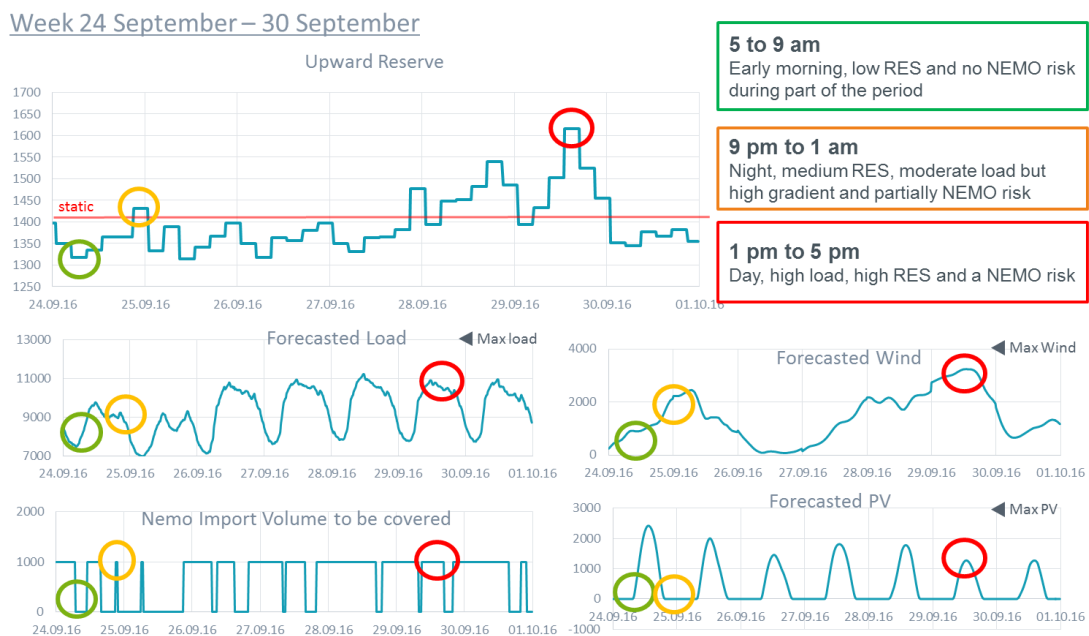 Week 24 September – 30 September
Upward Reserve
1700
1650
1600
1550
1500
1450
1400
1350
1300
1250
static
24.09.16 25.09.16 26.09.16 27.09.16 28.09.16 29.09.16 30.09.16 01.10.16
5 to 9 am
Early morning, low RES and no NEMO risk
during part of the period
9 pm to 1 am
Night, medium RES, moderate load but
high gradient and partially NEMO risk
1 pm to 5 pm
Day, high load, high RES and a NEMO risk
Forecasted Load
Max load
13000
11000
9000
7000
24.09.16 25.09.16 26.09.16 27.09.16 28.09.16 29.09.16 30.09.16 01.10.16
Forecasted Wind
Max Wind
4000
2000
0
24.09.16 25.09.16 26.09.16 27.09.16 28.09.16 29.09.16 30.09.16 01.10.16
Nemo Import Volume to be covered
2000
1000
0
24.09.16 25.09.16 26.09.16 27.09.16 28.09.16 29.09.16 30.09.16 01.10.16
Forecasted PV
Max PV
3000
2000
1000
0
-1000
24.09.16 25.09.16 26.09.16 27.09.16 28.09.16 29.09.16 30.09.16 01.10.16